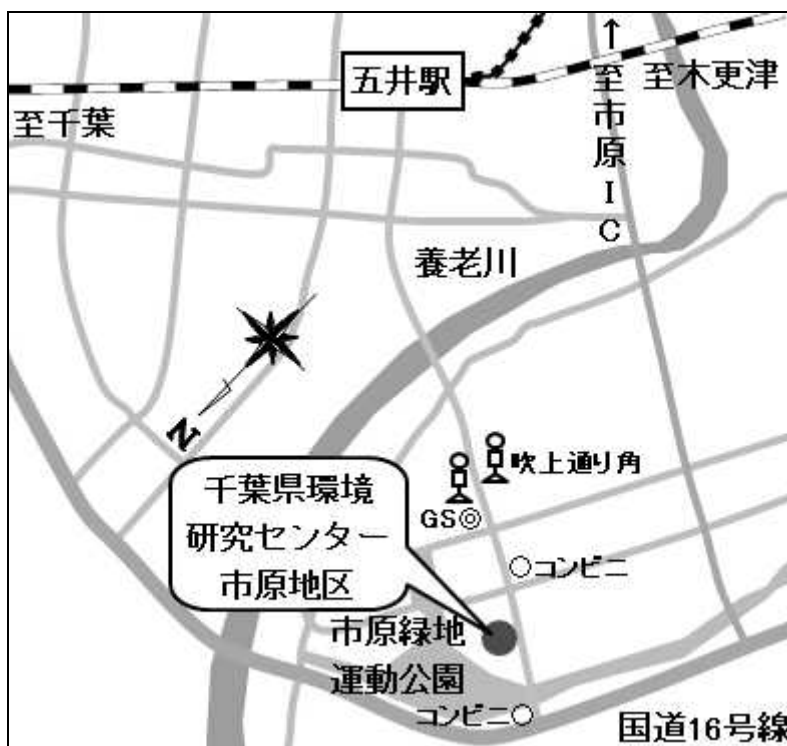 五井駅
↑至市原IC
至木更津
至千葉
養老川
N
吹上通り角
GS
千葉県環境
研究センター
市原地区
コンビニ
市原緑地
運動公園
コンビニ
国道16号線